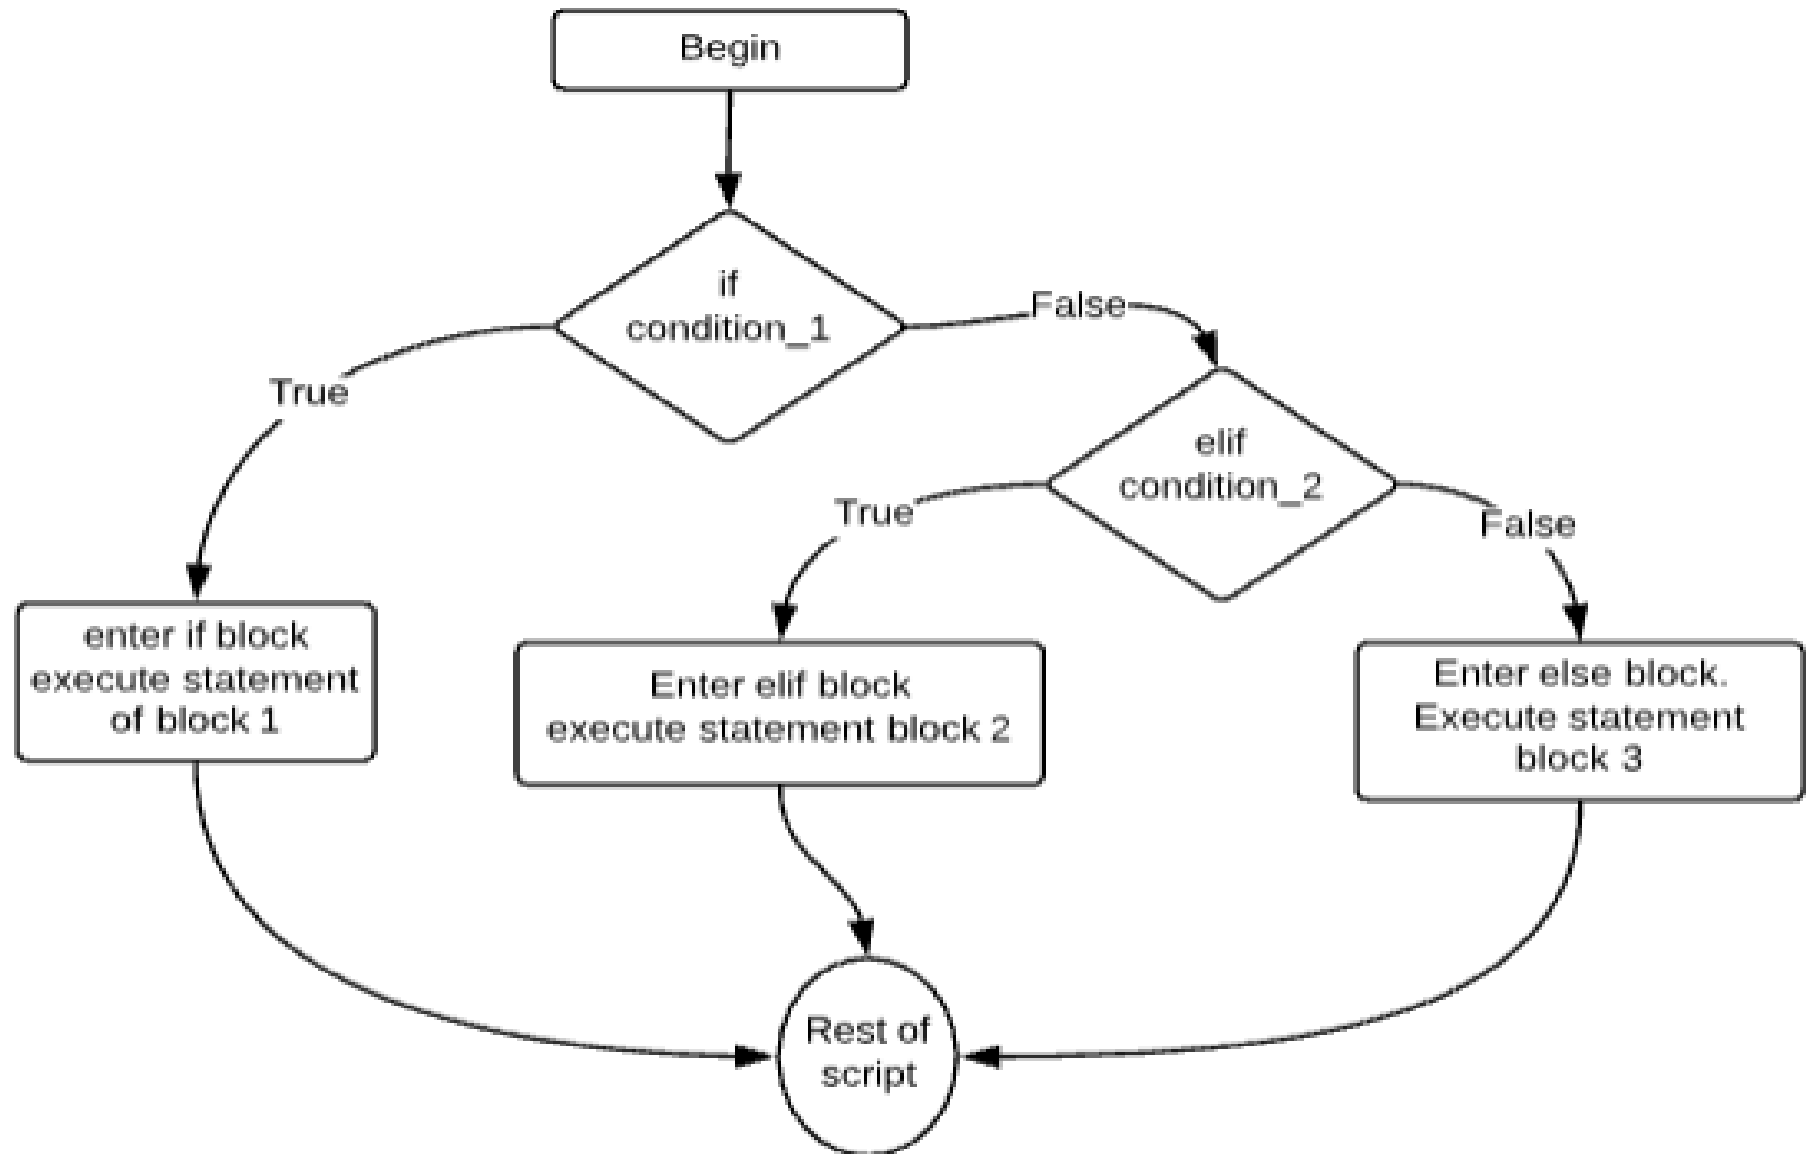 Begin
if
condition_1
False
True
elif
condition_2
True
False
enter if block
execute statement
of block 1
Enter elif block
execute statement block 2
Enter else block.
Execute statement
block 3
Rest of
script